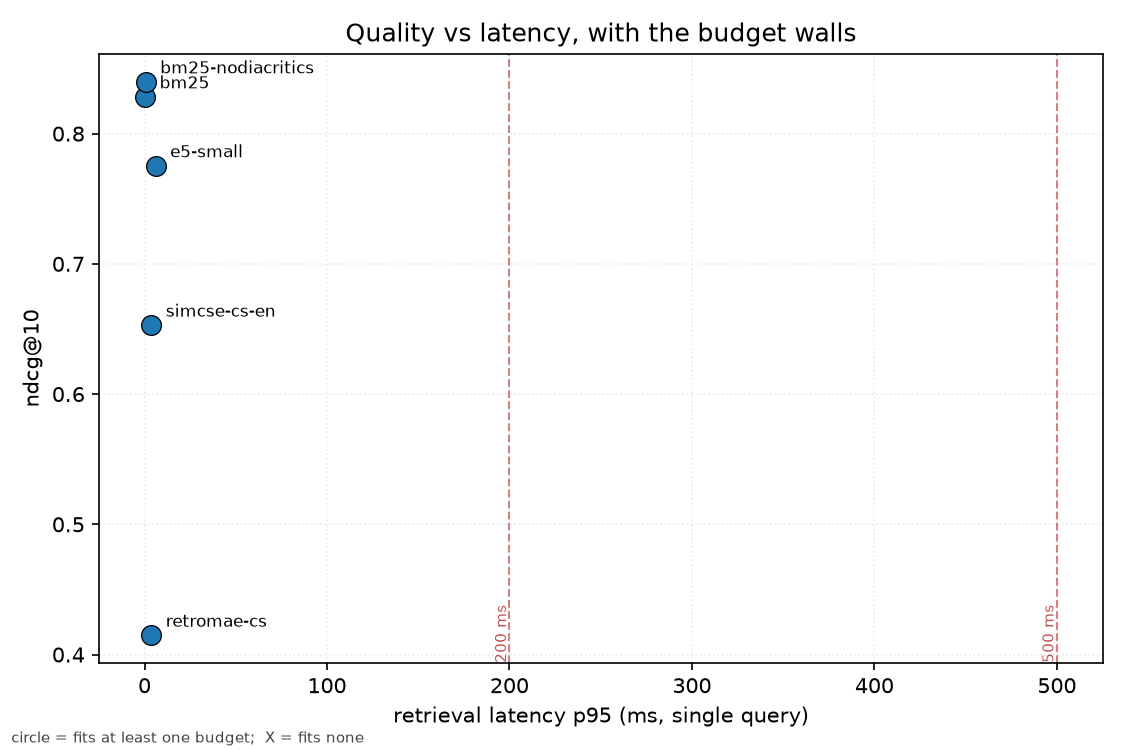 Quality vs latency, with the budget walls
bm25-nodiacritics
bm25
e5-small
simcse-cs-en
retromae-cs
200 ms
500 ms
ndcg@10
0.8
0.7
0.6
0.5
0.4
0
100
200
300
400
500
retrieval latency p95 (ms, single query)
circle = fits at least one budget;  X = fits none